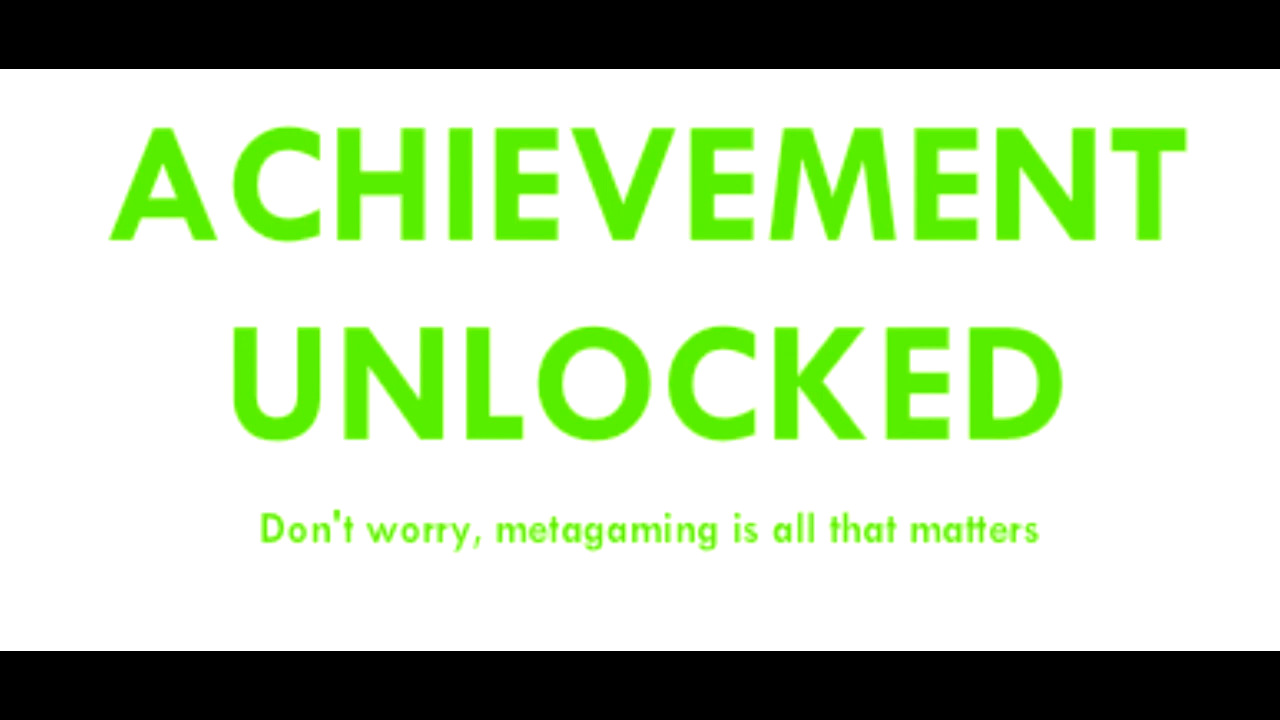 ACHIEVEMENT
UNLOCKED
Don't worry, metagaming is all that matters